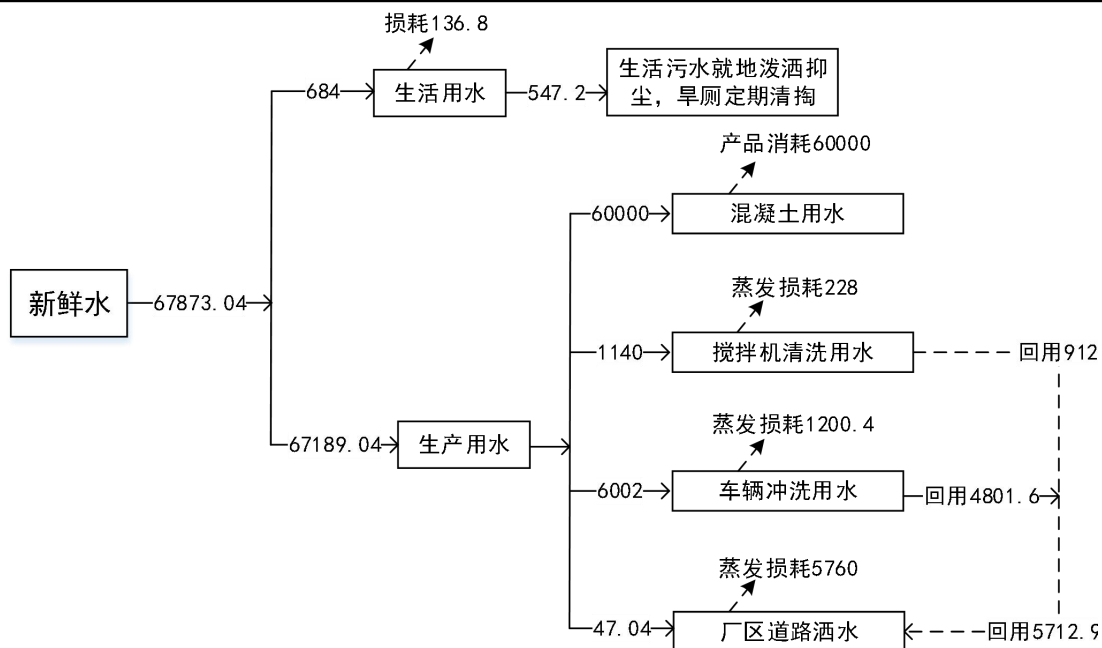 损耗136.8
684
生活用水
547.2
生活污水就地泼洒抑
尘，旱厕定期清掏
产品消耗60000
60000
混凝土用水
新鲜水
67873.04
蒸发损耗228
1140
搅拌机清洗用水
回用912
67189.04
生产用水
蒸发损耗1200.4
6002
车辆冲洗用水
回用4801.6
蒸发损耗5760
47.04
厂区道路洒水
回用5712.9